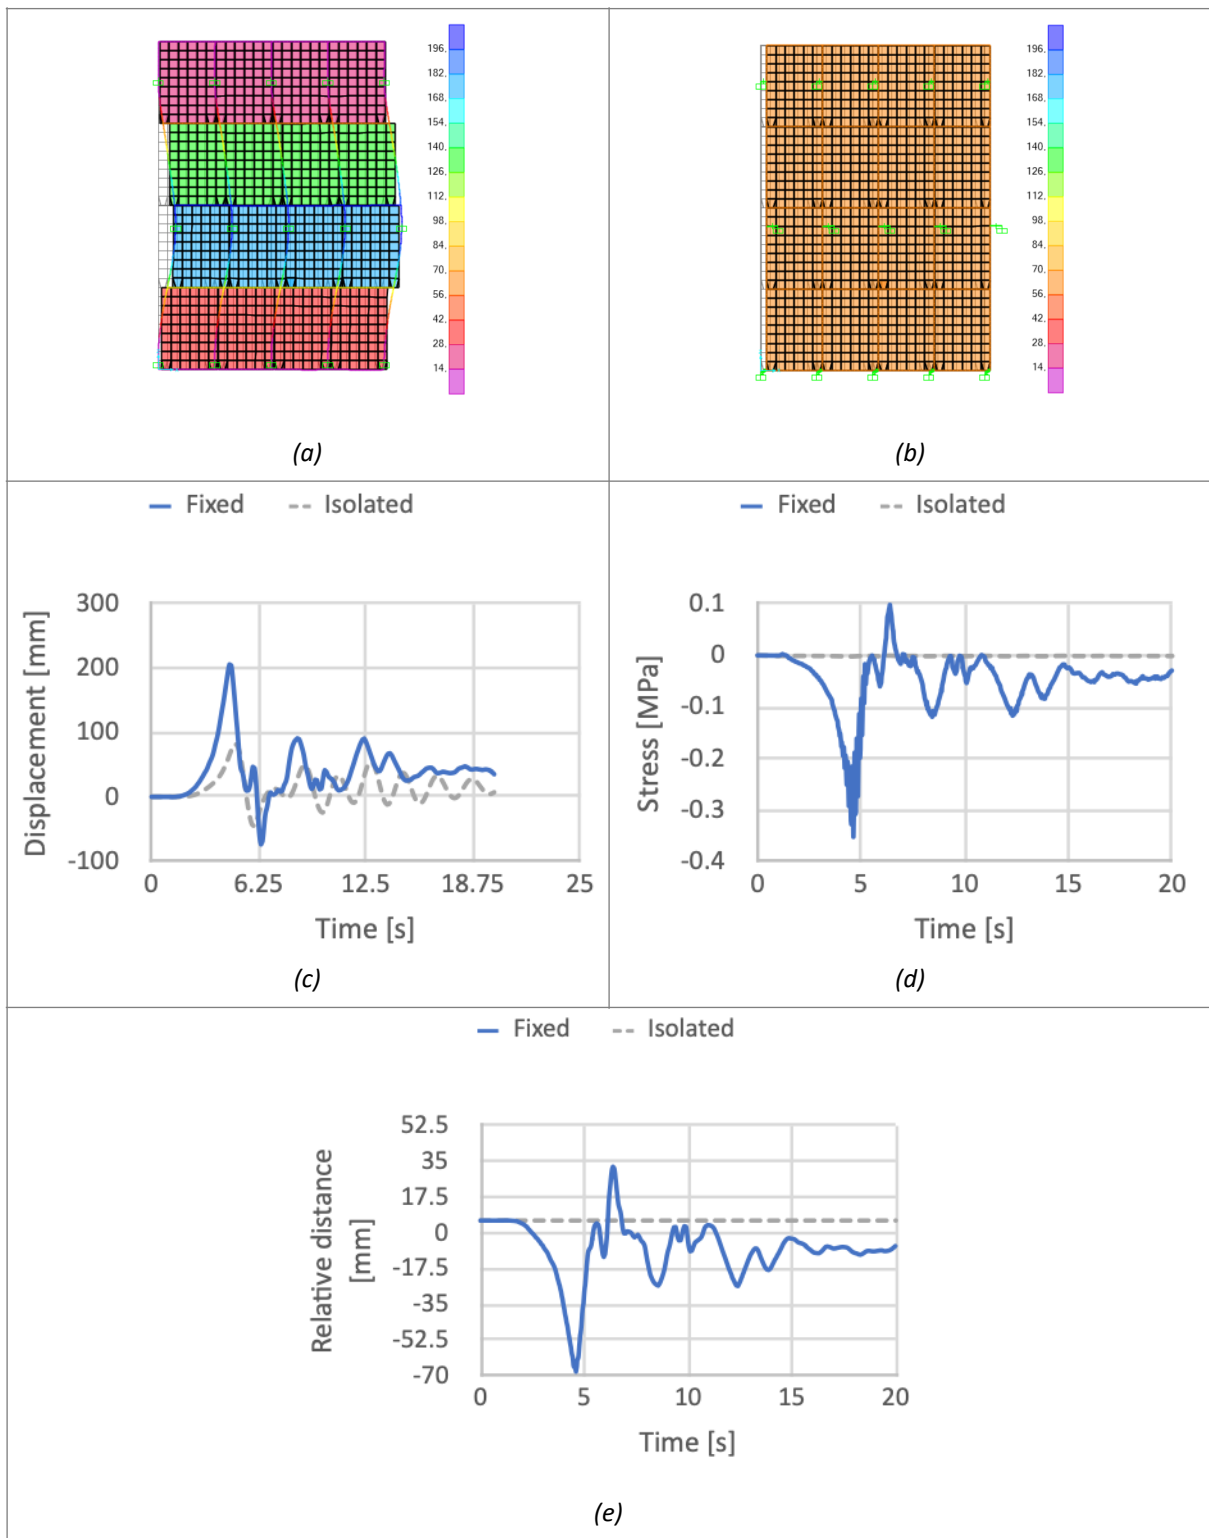 196.
182.
168.
154.
140.
126.
112.
98.
84.
70.
56.
42.
28.
14.
(a)
196.
182.
168.
154.
140.
126.
112.
98.
84.
70.
56.
42.
28.
14.
(b)
Fixed Isolated
300
200
100
0
-100
Displacement [mm]
0 6.25 12.5 18.75 25
Time [s]
(c)
Fixed Isolated
0.1
0
-0.1
-0.2
-0.3
-0.4
Stress [MPa]
0 5 10 15 20
Time [s]
(d)
Fixed Isolated
52.5
35
17.5
0
-17.5
-35
-52.5
-70
Relative distance
[mm]
0 5 10 15 20
Time [s]
(e)